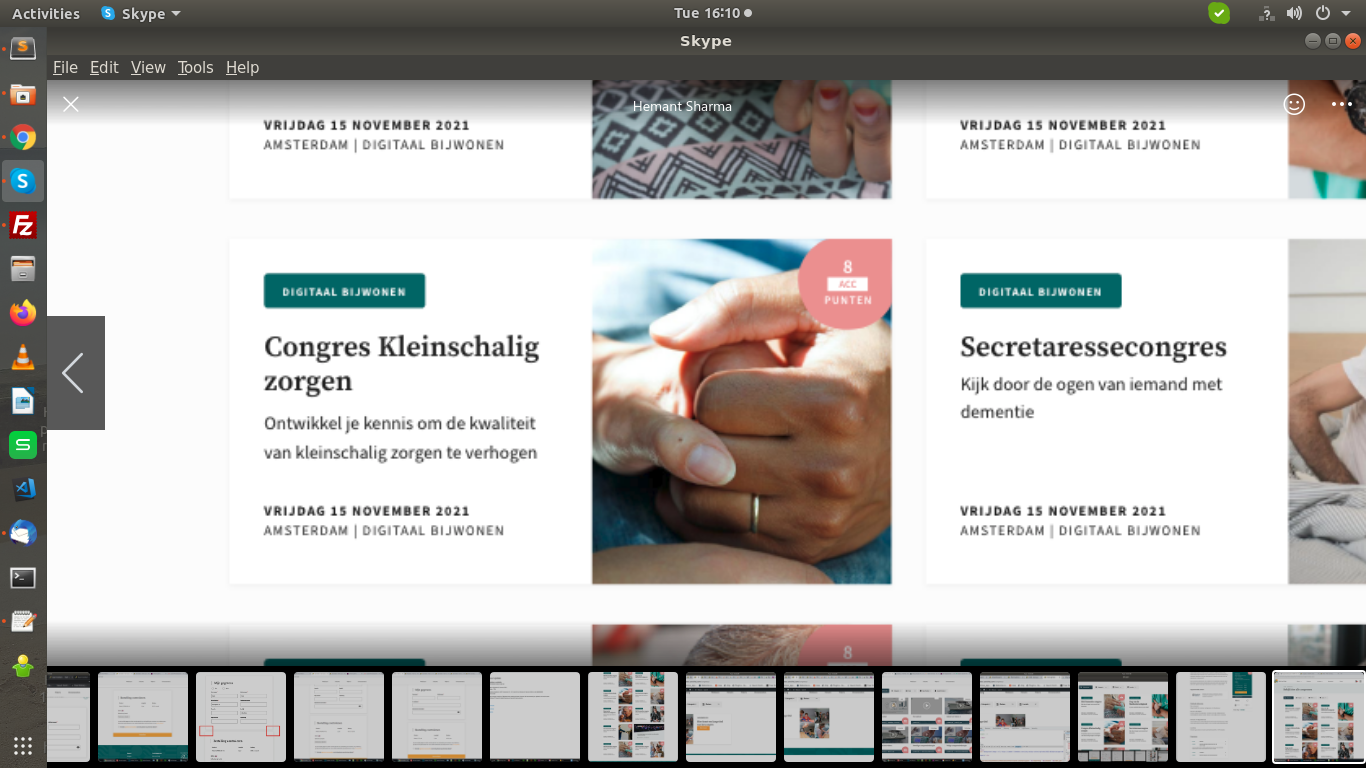 Activities
Skype
Tue 16:10
Skype
File Edit View Tools Help
Hemant Sharma
VRIJDAG 15 NOVEMBER 2021
AMSTERDAM | DIGITAAL BIJWONEN
VRIJDAG 15 NOVEMBER 2021
AMSTERDAM | DIGITAAL BIJWONEN
DIGITAAL BIJWONEN
Congres Kleinschalig
zorgen
Ontwikkel je kennis om de kwaliteit
van kleinschalig zorgen te verhogen
VRIJDAG 15 NOVEMBER 2021
AMSTERDAM | DIGITAAL BIJWONEN
8
ACC
PUNTEN
DIGITAAL BIJWONEN
Secretaressecongres
Kijk door de ogen van iemand met
dementie
VRIJDAG 15 NOVEMBER 2021
AMSTERDAM | DIGITAAL BIJWONEN
8